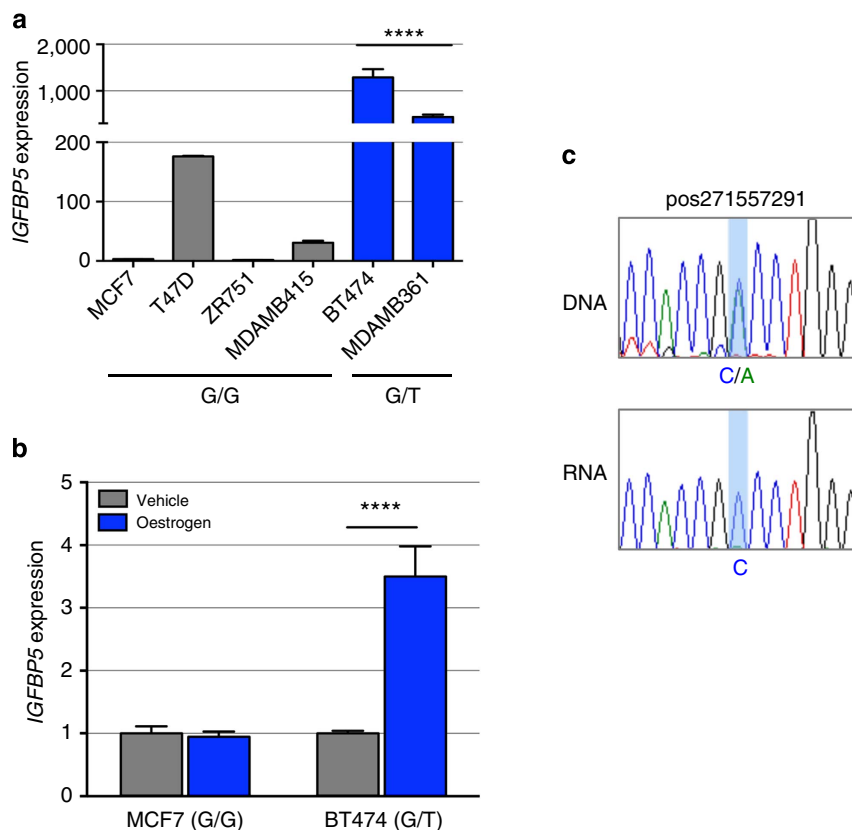 a
****
2,000
1,000
200
100
0
IGFBP5 expression
MCF7
T47D
ZR751
MDAMB415
BT474
MDAMB361
G/G
G/T
b
5
4
3
2
1
0
IGFBP5 expression
Vehicle
Oestrogen
****
MCF7 (G/G)
BT474 (G/T)
c
pos271557291
DNA
C/A
RNA
C